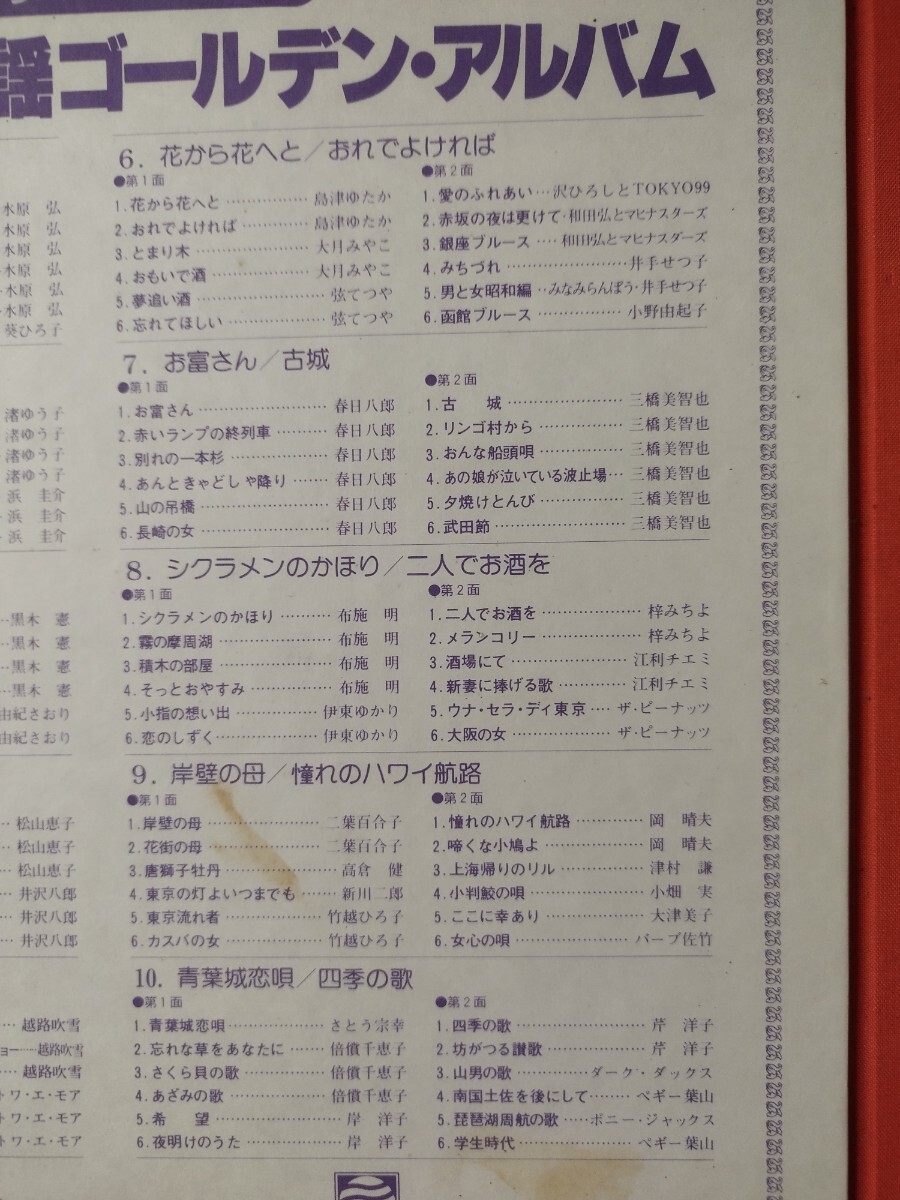 謡ゴールデン・アルバム
水原　弘
水原　弘
水原　弘
水原　弘
水原　弘
水原　弘
葵ひろ子
渚ゆう子
渚ゆう子
渚ゆう子
渚ゆう子
浜　圭介
浜　圭介
浜　圭介
黒木　憲
黒木　憲
黒木　憲
黒木　憲
由紀さおり
由紀さおり
松山恵子
松山恵子
松山恵子
井沢八郎
井沢八郎
井沢八郎
越路吹雪
ョー……越路吹雪
越路吹雪
トワ・エ・モア
トワ・エ・モア
トワ・エ・モア
6. 花から花へと／おれでよければ
●第1面
1.花から花へと…………島津ゆたか
2.おれでよければ…………島津ゆたか
3.とまり木…………大月みやこ
4.おもいで酒…………大月みやこ
5.夢追い酒…………弦てつや
6.忘れてほしい…………弦てつや
●第2面
1.愛のふれあい…沢ひろしとTOKYO99
2.赤坂の夜は更けて…和田弘とマヒナスターズ
3.銀座ブルース…和田弘とマヒナスターズ
4.みちづれ…………井手せつ子
5.男と女昭和編…みなみらんぼう・井手せつ子
6.函館ブルース…………小野由起子
7. お富さん／古城
●第1面
1.お富さん…………春日八郎
2.赤いランプの終列車…………春日八郎
3.別れの一本杉…………春日八郎
4.あんときゃどしゃ降り……春日八郎
5.山の吊橋…………春日八郎
6.長崎の女…………春日八郎
●第2面
1.古　城…………三橋美智也
2.リンゴ村から…………三橋美智也
3.おんな船頭唄…………三橋美智也
4.あの娘が泣いている波止場…三橋美智也
5.夕焼けとんび…………三橋美智也
6.武田節…………三橋美智也
8. シクラメンのかほり／二人でお酒を
●第1面
1.シクラメンのかほり………布施　明
2.霧の摩周湖…………布施　明
3.積木の部屋…………布施　明
4.そっとおやすみ…………布施　明
5.小指の想い出…………伊東ゆかり
6.恋のしずく…………伊東ゆかり
●第2面
1.二人でお酒を…………梓みちよ
2.メランコリー…………梓みちよ
3.酒場にて…………江利チエミ
4.新妻に捧げる歌…………江利チエミ
5.ウナ・セラ・ディ東京……ザ・ピーナッツ
6.大阪の女…………ザ・ピーナッツ
9. 岸壁の母／憧れのハワイ航路
●第1面
1.岸壁の母…………二葉百合子
2.花街の母…………二葉百合子
3.唐獅子牡丹…………高倉　健
4.東京の灯よいつまでも……新川二郎
5.東京流れ者…………竹越ひろ子
6.カスバの女…………竹越ひろ子
●第2面
1.憧れのハワイ航路…………岡　晴夫
2.啼くな小鳩よ…………岡　晴夫
3.上海帰りのリル…………津村　謙
4.小判鮫の唄…………小畑　実
5.ここに幸あり…………大津美子
6.女心の唄…………バーブ佐竹
10. 青葉城恋唄／四季の歌
●第1面
1.青葉城恋唄…………さとう宗幸
2.忘れな草をあなたに……倍償千恵子
3.さくら貝の歌…………倍償千恵子
4.あざみの歌…………倍償千恵子
5.希　望…………岸　洋子
6.夜明けのうた…………岸　洋子
●第2面
1.四季の歌…………芹　洋子
2.坊がつる讃歌…………芹　洋子
3.山男の歌…………ダーク・ダックス
4.南国土佐を後にして……ペギー葉山
5.琵琶湖周航の歌……ボニー・ジャックス
6.学生時代…………ペギー葉山